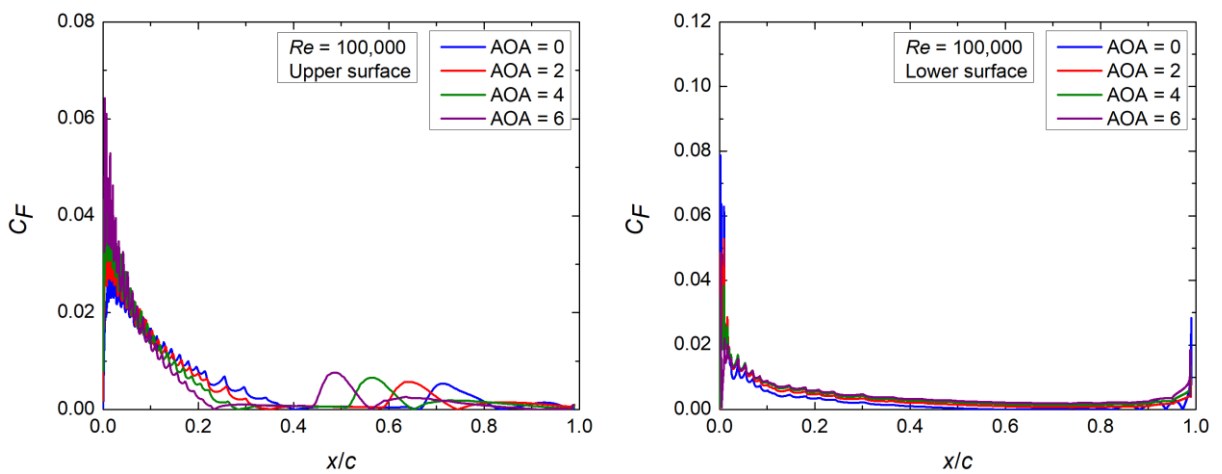 0.08
0.06
0.04
0.02
0.00
C_F
Re = 100,000
Upper surface
AOA = 0
AOA = 2
AOA = 4
AOA = 6
0.0 0.2 0.4 0.6 0.8 1.0
x/c
0.12
0.10
0.08
0.06
0.04
0.02
0.00
C_F
Re = 100,000
Lower surface
AOA = 0
AOA = 2
AOA = 4
AOA = 6
0.0 0.2 0.4 0.6 0.8 1.0
x/c